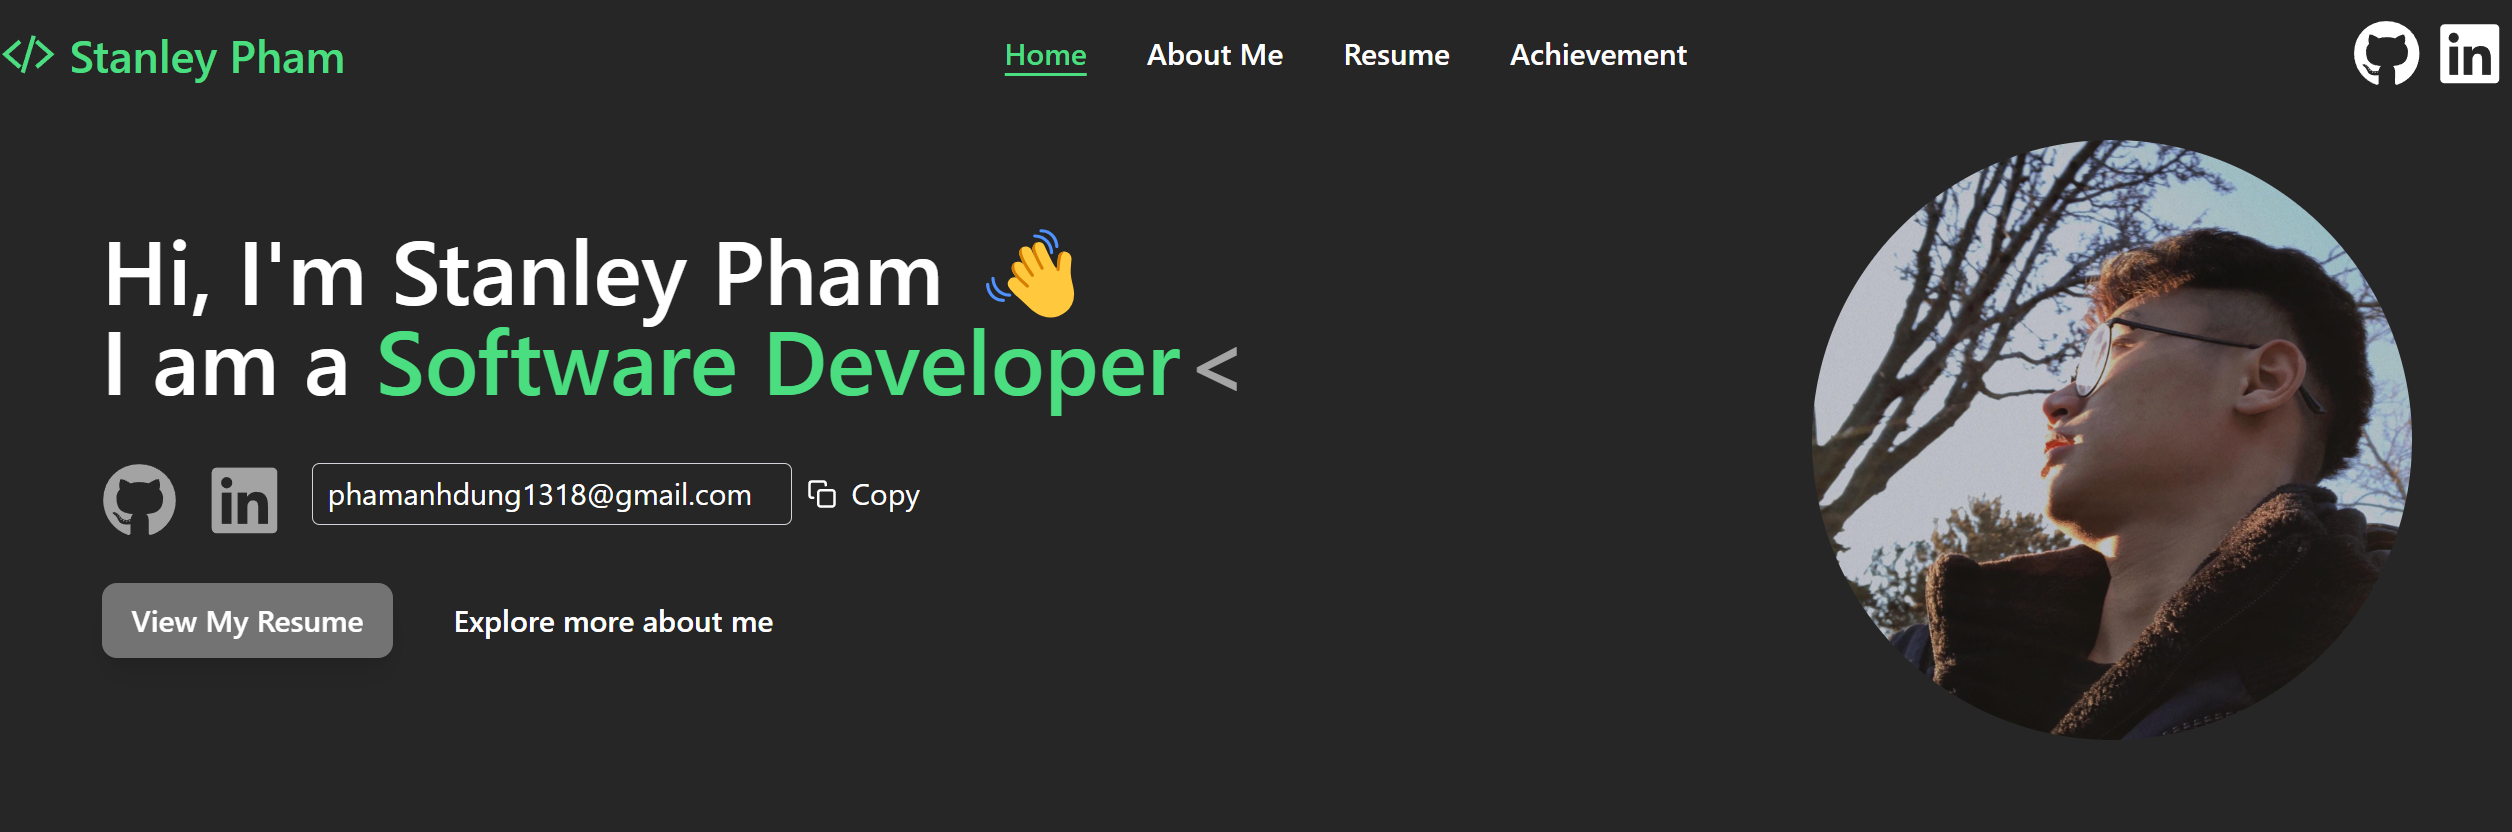 </> Stanley Pham
Home About Me Resume Achievement
in
Hi, I'm Stanley Pham
I am a Software Developer<
in
phamanhdung1318@gmail.com Copy
View My Resume Explore more about me